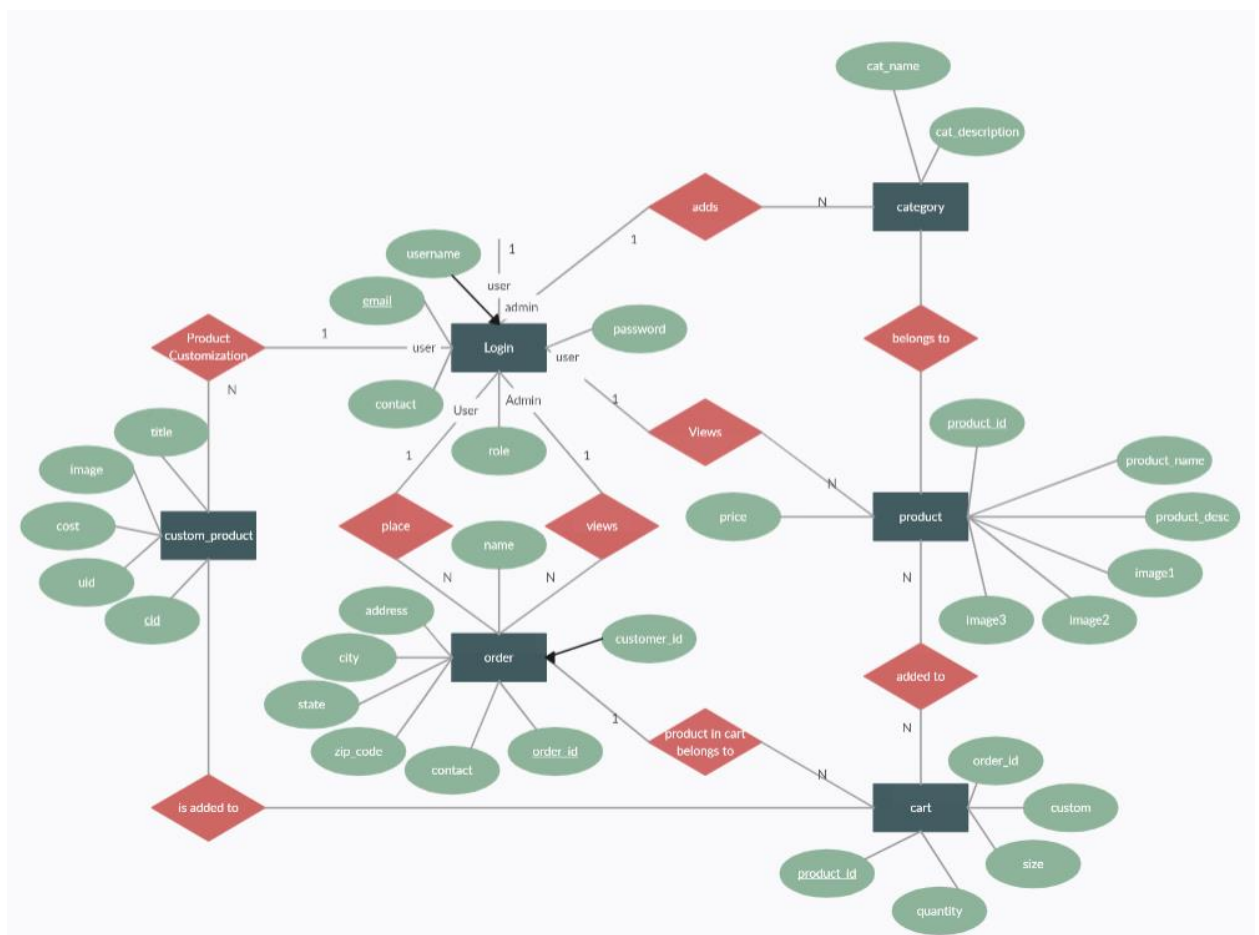 cat_name
cat_description
adds
N
category
1
username
1
user
admin
email
password
Product
Customization
1
user
Login
user
belongs to
N
contact
User
Admin
1
Views
product_id
title
role
product_name
image
1
1
N
cost
custom_product
place
name
views
price
product
product_desc
uid
N
N
N
image1
cid
address
image3
image2
customer_id
city
order
added to
state
1
product in cart
belongs to
N
zip_code
contact
order_id
order_id
N
is added to
cart
custom
product_id
size
quantity